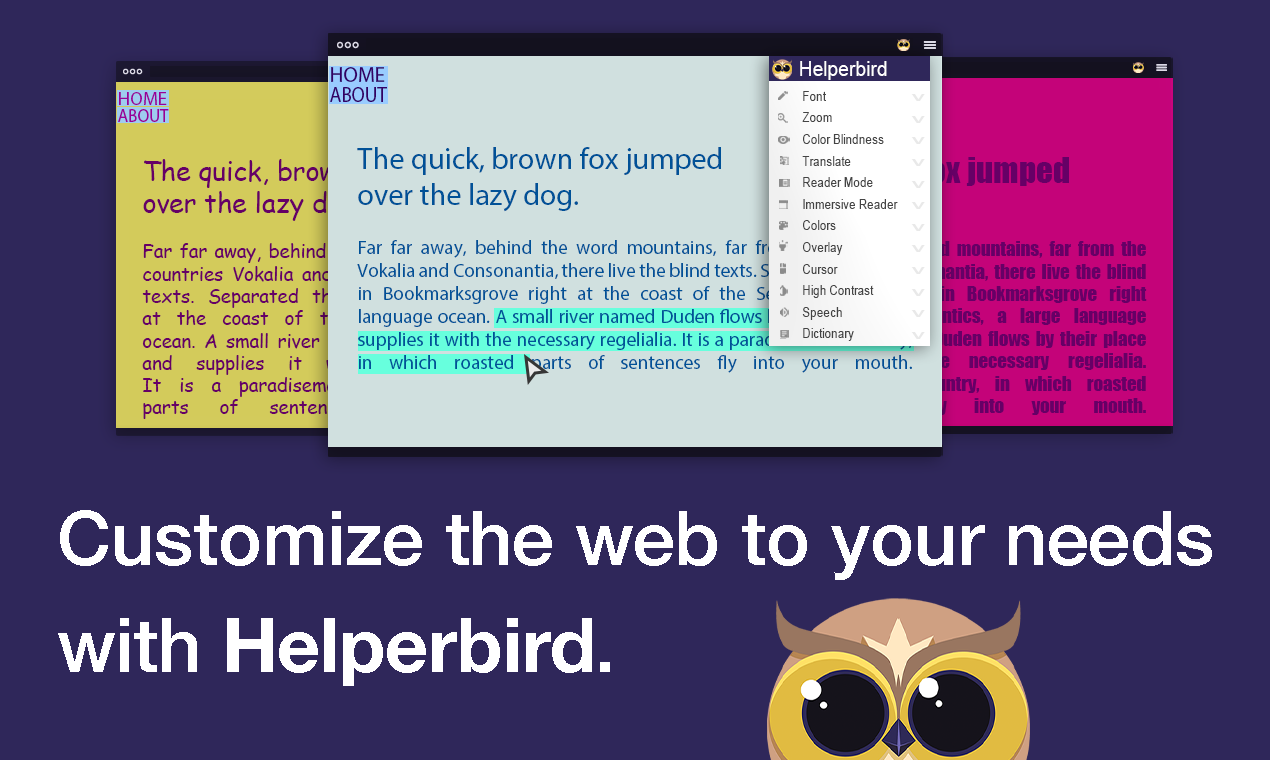 HOME
ABOUT
The quick, brow
over the lazy d
Far far away, behind
countries Vokalia and
texts. Separated th
at the coast of t
ocean. A small river
and supplies it
It is a paradisem
parts of senten
HOME
ABOUT
The quick, brown fox jumped
over the lazy dog.
Far far away, behind the word mountains, far fr
Vokalia and Consonantia, there live the blind texts. S
in Bookmarksgrove right at the coast of the Se
language ocean. A small river named Duden flows
supplies it with the necessary regelialia. It is a parad
in which roasted parts of sentences fly into your mouth.
Helperbird
Font
Zoom
Color Blindness
Translate
Reader Mode
Immersive Reader
Colors
Overlay
Cursor
High Contrast
Speech
Dictionary
ox jumped
d mountains, far from the
nantia, there live the blind
in Bookmarksgrove right
ntics, a large language
uden flows by their place
e necessary regelialia.
ntry, in which roasted
y into your mouth.
Customize the web to your needs
with Helperbird.